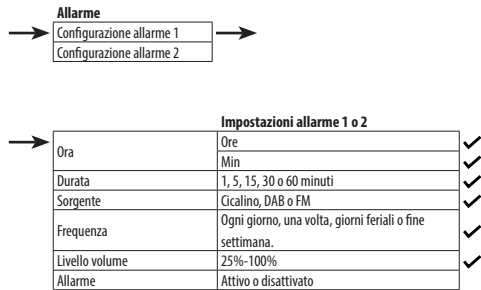 Allarme
Configurazione allarme 1
Configurazione allarme 2
Impostazioni allarme 1 o 2
Ora
Ore
Min
Durata
1, 5, 15, 30 o 60 minuti
Sorgente
Cicalino, DAB o FM
Frequenza
Ogni giorno, una volta, giorni feriali o fine
settimana.
Livello volume
25%-100%
Allarme
Attivo o disattivato